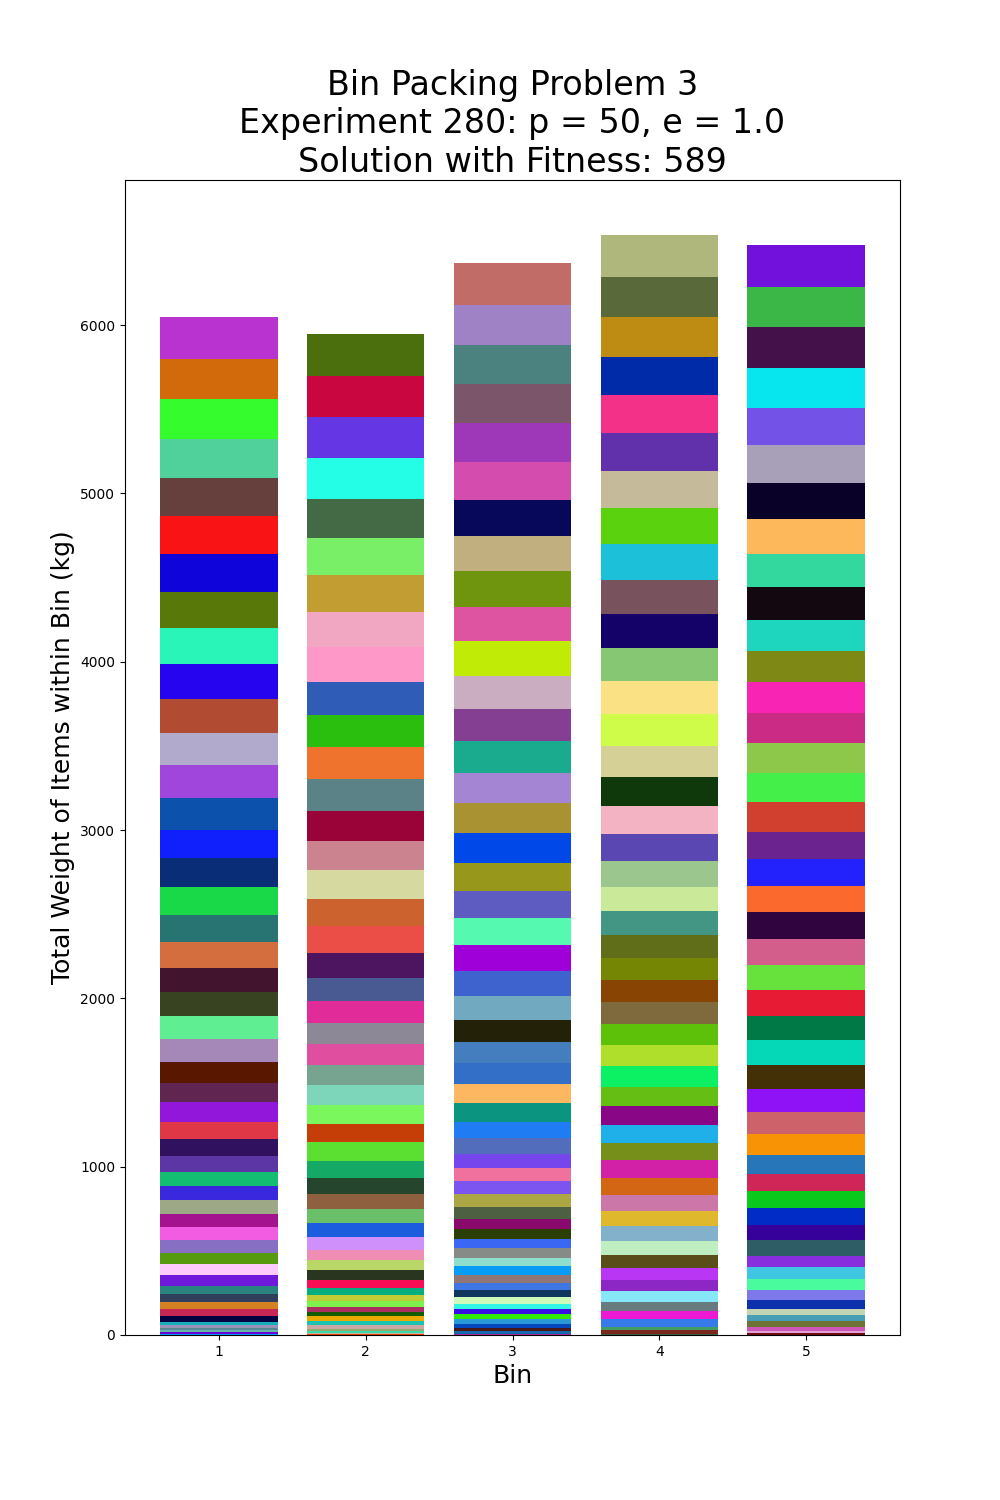 Bin Packing Problem 3
Experiment 280: p = 50, e = 1.0
Solution with Fitness: 589
Total Weight of Items within Bin (kg)
6000
5000
4000
3000
2000
1000
0
1 2 3 4 5
Bin